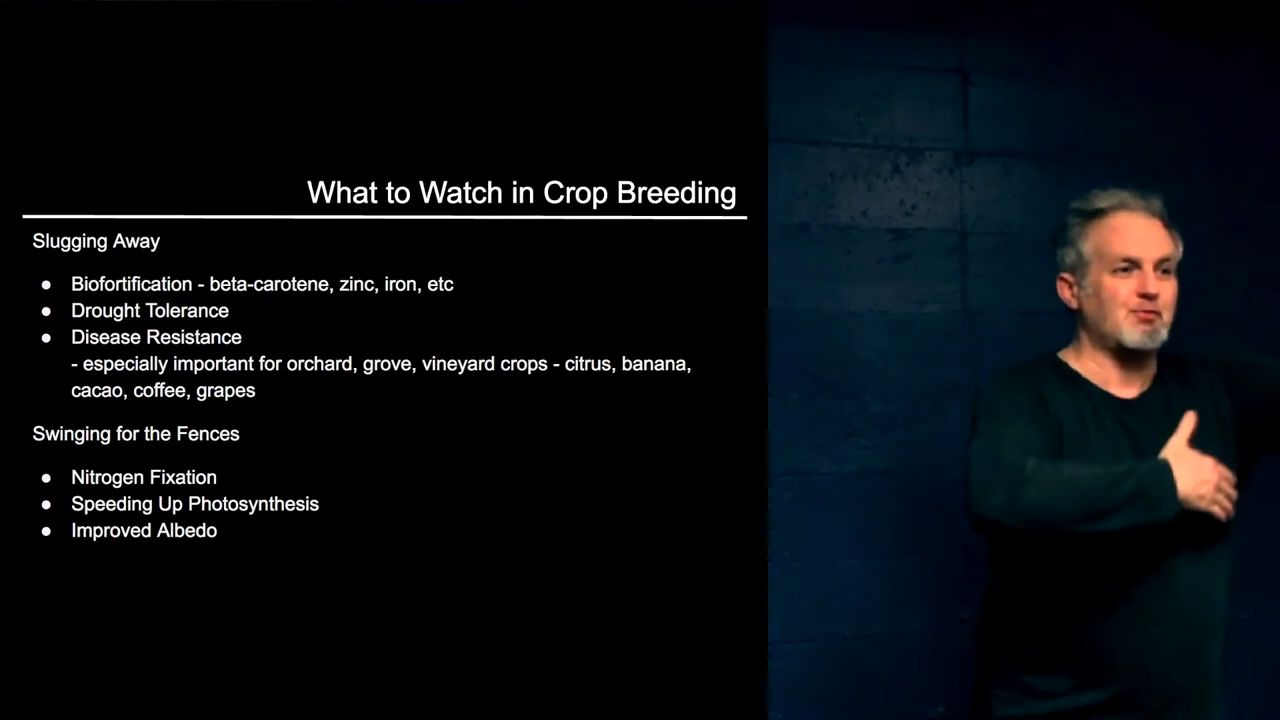 What to Watch in Crop Breeding
Slugging Away
● Biofortification - beta-carotene, zinc, iron, etc
● Drought Tolerance
● Disease Resistance
- especially important for orchard, grove, vineyard crops - citrus, banana,
cacao, coffee, grapes
Swinging for the Fences
● Nitrogen Fixation
● Speeding Up Photosynthesis
● Improved Albedo